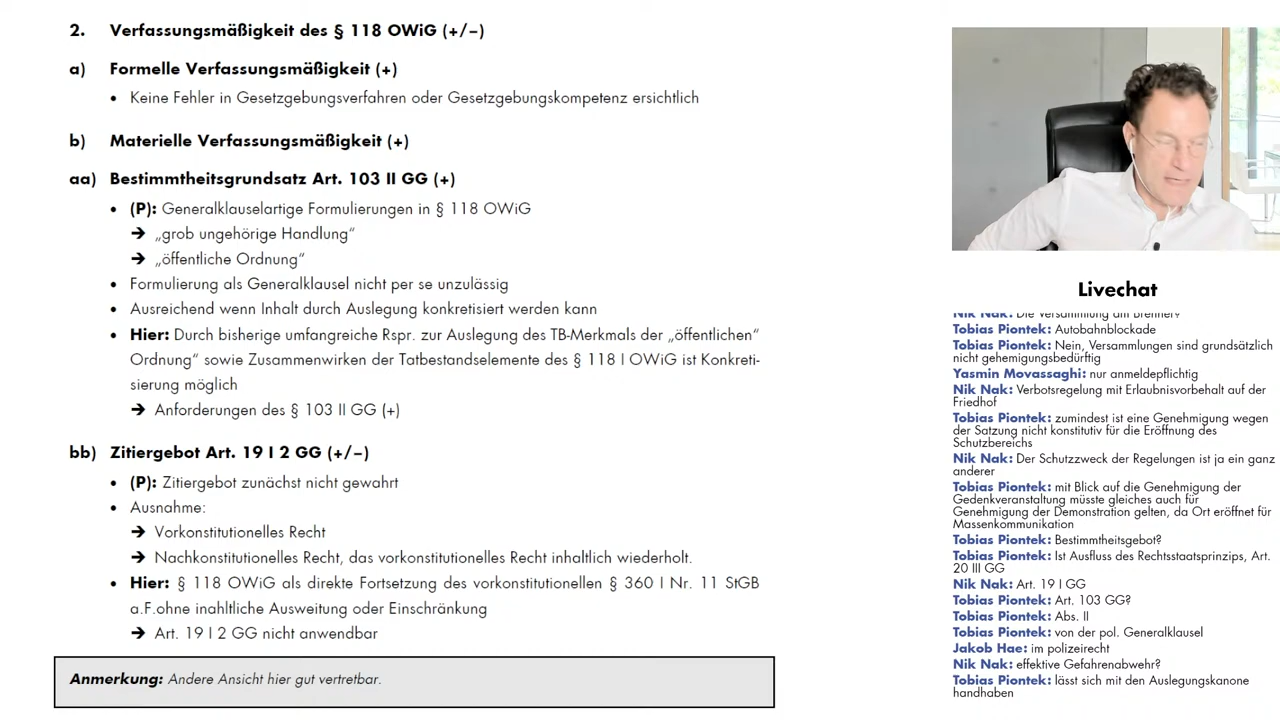 2. Verfassungsmäßigkeit des § 118 OWiG (+/–)
a) Formelle Verfassungsmäßigkeit (+)
• Keine Fehler in Gesetzgebungsverfahren oder Gesetzgebungskompetenz ersichtlich
b) Materielle Verfassungsmäßigkeit (+)
aa) Bestimmtheitsgrundsatz Art. 103 II GG (+)
• (P): Generalklauselartige Formulierungen in § 118 OWiG
➔ „grob ungehörige Handlung“
➔ „öffentliche Ordnung“
• Formulierung als Generalklausel nicht per se unzulässig
• Ausreichend wenn Inhalt durch Auslegung konkretisiert werden kann
• Hier: Durch bisherige umfangreiche Rspr. zur Auslegung des TB-Merkmals der „öffentlichen“
Ordnung“ sowie Zusammenwirken der Tatbestandselemente des § 118 I OWiG ist Konkreti-
sierung möglich
➔ Anforderungen des § 103 II GG (+)
bb) Zitiergebot Art. 19 I 2 GG (+/–)
• (P): Zitiergebot zunächst nicht gewahrt
• Ausnahme:
➔ Vorkonstitutionelles Recht
➔ Nachkonstitutionelles Recht, das vorkonstitutionelles Recht inhaltlich wiederholt.
• Hier: § 118 OWiG als direkte Fortsetzung des vorkonstitutionellen § 360 I Nr. 11 StGB
a.F.ohne inahltliche Ausweitung oder Einschränkung
➔ Art. 19 I 2 GG nicht anwendbar
Anmerkung: Andere Ansicht hier gut vertretbar.
Livechat
Nik Nak: Die Versammlung am Brenner?
Tobias Piontek: Autobahnblockade
Tobias Piontek: Nein, Versammlungen sind grundsätzlich
nicht gehemigungsbedürftig
Yasmin Movassaghi: nur anmeldepflichtig
Nik Nak: Verbotsregelung mit Erlaubnisvorbehalt auf der
Friedhof
Tobias Piontek: zumindest ist eine Genehmigung wegen
der Satzung nicht konstitutiv für die Eröffnung des
Schutzbereichs
Nik Nak: Der Schutzzweck der Regelungen ist ja ein ganz
anderer
Tobias Piontek: mit Blick auf die Genehmigung der
Gedenkveranstaltung müsste gleiches auch für
Genehmigung der Demonstration gelten, da Ort eröffnet für
Massenkommunikation
Tobias Piontek: Bestimmtheitsgebot?
Tobias Piontek: Ist Ausfluss des Rechtsstaatsprinzips, Art.
20 III GG
Nik Nak: Art. 19 I GG
Tobias Piontek: Art. 103 GG?
Tobias Piontek: Abs. II
Tobias Piontek: von der pol. Generalklausel
Jakob Hae: im polizeirecht
Nik Nak: effektive Gefahrenabwehr?
Tobias Piontek: lässt sich mit den Auslegungskanone
handhaben